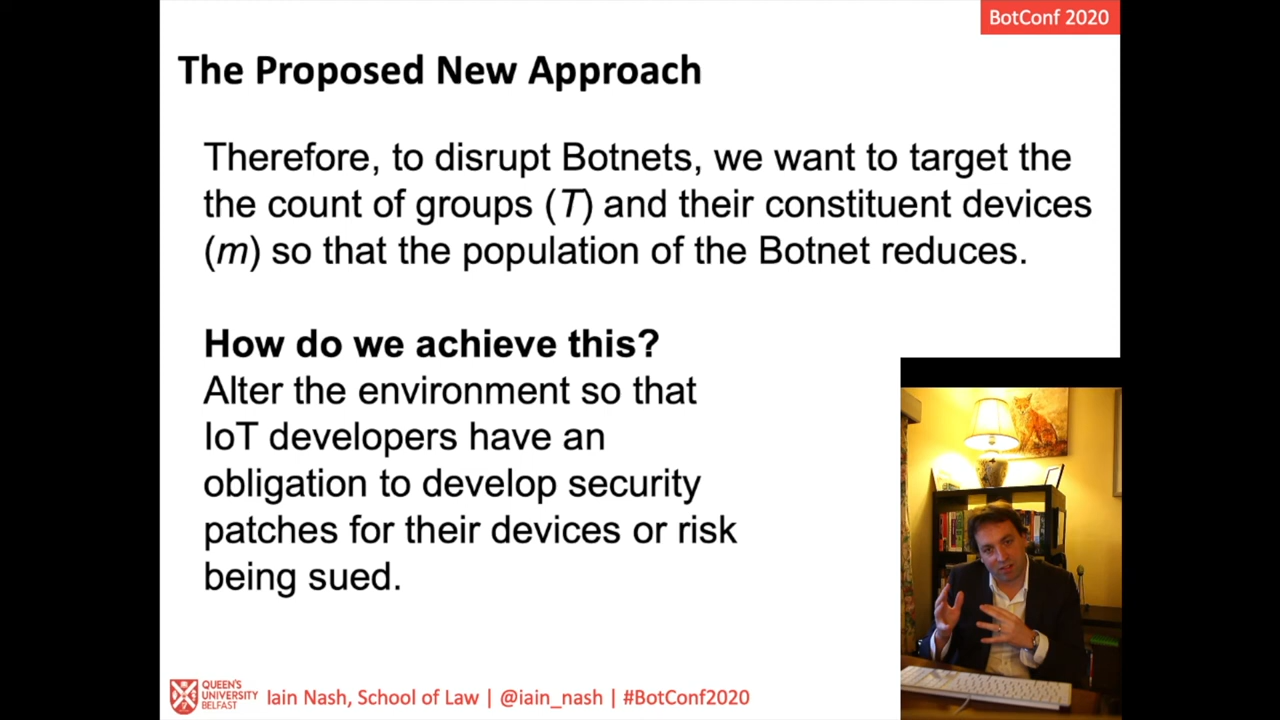 BotConf 2020
The Proposed New Approach
Therefore, to disrupt Botnets, we want to target the
the count of groups (T) and their constituent devices
(m) so that the population of the Botnet reduces.
How do we achieve this?
Alter the environment so that
IoT developers have an
obligation to develop security
patches for their devices or risk
being sued.
QUEEN'S
UNIVERSITY
BELFAST
Iain Nash, School of Law | @iain_nash | #BotConf2020